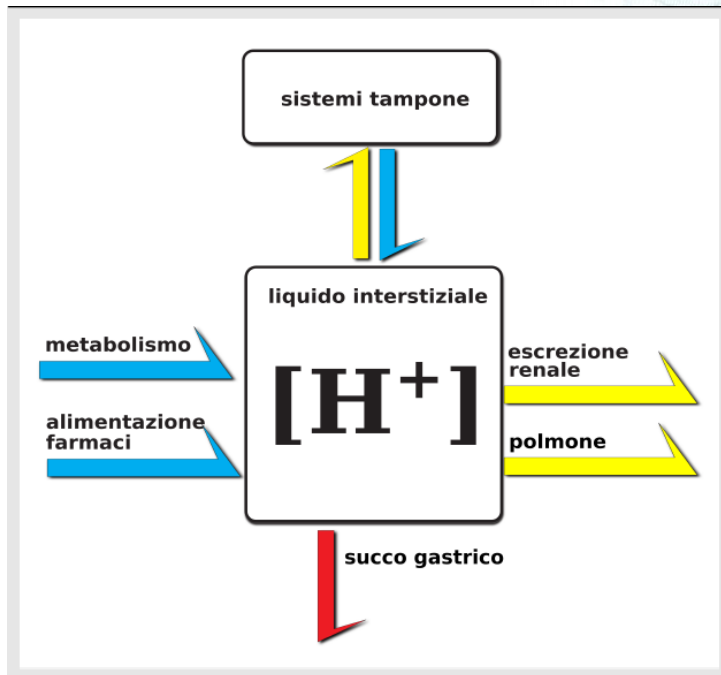 sistemi tampone
liquido interstiziale
[H⁺]
metabolismo
alimentazione
farmaci
escrezione
renale
polmone
succo gastrico